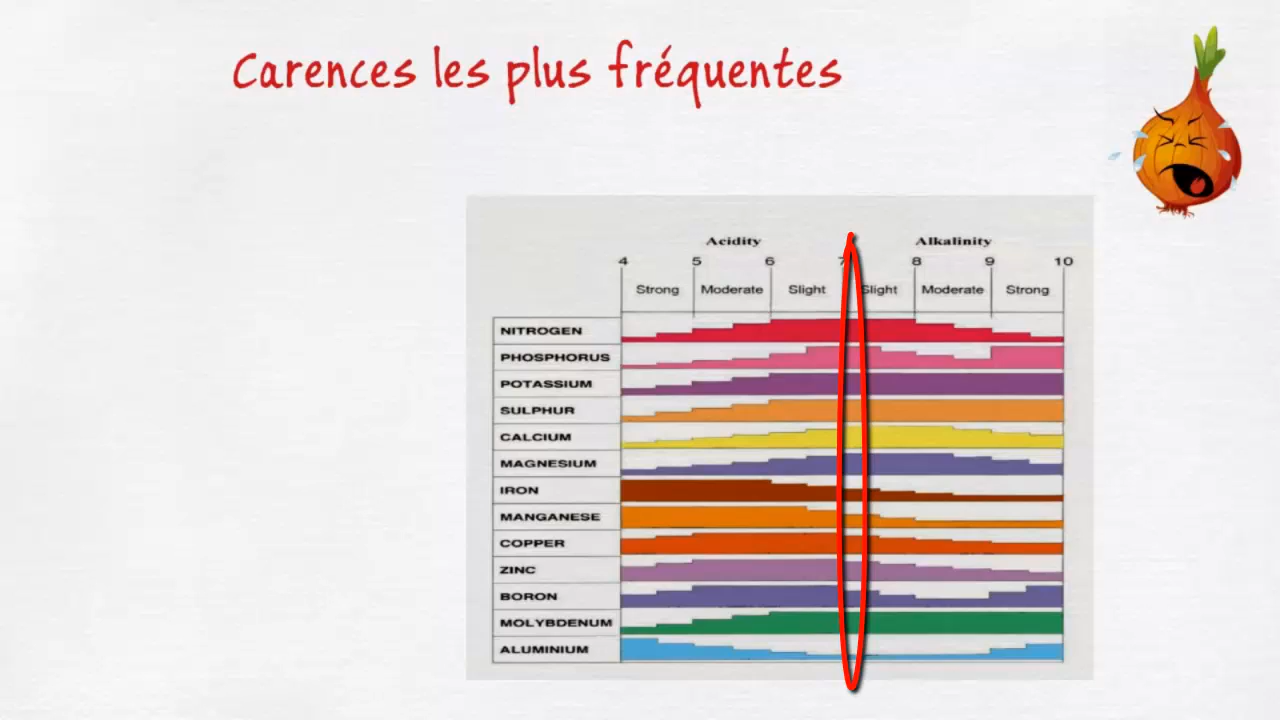 Carences les plus fréquentes
Acidity Alkalinity
4 5 6 7 8 9 10
Strong Moderate Slight Slight Moderate Strong
NITROGEN
PHOSPHORUS
POTASSIUM
SULPHUR
CALCIUM
MAGNESIUM
IRON
MANGANESE
COPPER
ZINC
BORON
MOLYBDENUM
ALUMINIUM